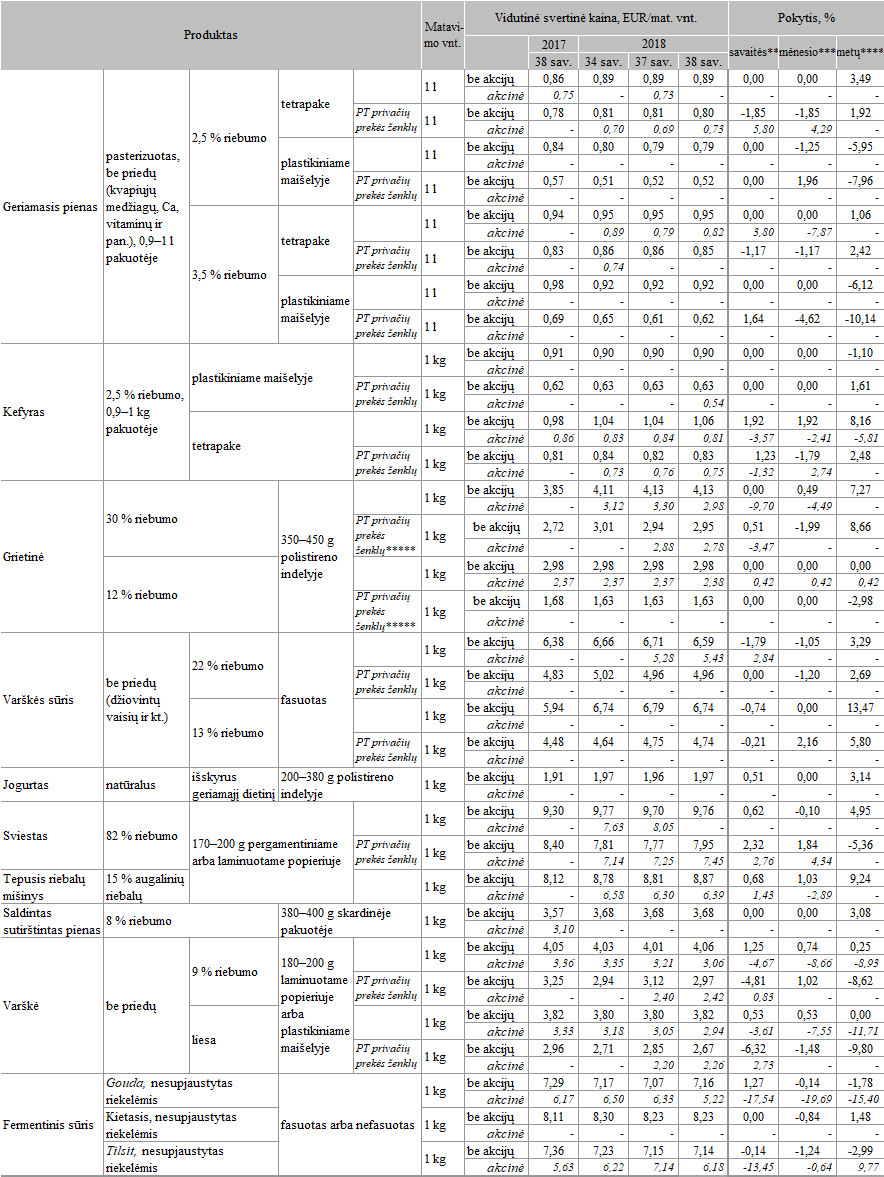 Produktas Matavi- Vidutinė svertinė kaina, EUR/mat. vnt. Pokytis, %
mo vnt. 2017 2018 savaitės** mėnesio*** metų****
38 sav. 34 sav. 37 sav. 38 sav.
Geriamasis pienas
pasterizuotas,
be priedų
(kvapiųjų
medžiagų, Ca,
vitaminų ir
pan.), 0,9–1 l
pakuotėje
2,5 % riebumo
tetrapake
1 l be akcijų 0,86 0,89 0,89 0,89 0,00 0,00 3,49
akcinė 0,75 - 0,73 - - - -
PT privačių
prekės ženklų
1 l be akcijų 0,78 0,81 0,81 0,80 -1,85 -1,85 1,92
akcinė - 0,70 0,69 0,73 5,80 4,29 -
plastikiniame
maišelyje
1 l be akcijų 0,84 0,80 0,79 0,79 0,00 -1,25 -5,95
akcinė - - - - - - -
PT privačių
prekės ženklų
1 l be akcijų 0,57 0,51 0,52 0,52 0,00 1,96 -7,96
akcinė - - - - - - -
3,5 % riebumo
tetrapake
1 l be akcijų 0,94 0,95 0,95 0,95 0,00 0,00 1,06
akcinė - 0,89 0,79 0,82 3,80 -7,87 -
PT privačių
prekės ženklų
1 l be akcijų 0,83 0,86 0,86 0,85 -1,17 -1,17 2,42
akcinė - 0,74 - - - - -
plastikiniame
maišelyje
1 l be akcijų 0,98 0,92 0,92 0,92 0,00 0,00 -6,12
akcinė - - - - - - -
PT privačių
prekės ženklų
1 l be akcijų 0,69 0,65 0,61 0,62 1,64 -4,62 -10,14
akcinė - - - - - - -
Kefyras
2,5 % riebumo,
0,9–1 kg
pakuotėje
plastikiniame maišelyje
1 kg be akcijų 0,91 0,90 0,90 0,90 0,00 0,00 -1,10
akcinė - - - - - - -
PT privačių
prekės ženklų
1 kg be akcijų 0,62 0,63 0,63 0,63 0,00 0,00 1,61
akcinė - - - 0,54 - - -
tetrapake
1 kg be akcijų 0,98 1,04 1,04 1,06 1,92 1,92 8,16
akcinė 0,86 0,83 0,84 0,81 -3,57 -2,41 -5,81
PT privačių
prekės ženklų
1 kg be akcijų 0,81 0,84 0,82 0,83 1,23 -1,79 2,48
akcinė - 0,73 0,76 0,75 -1,32 2,74 -
Grietinė
30 % riebumo
350–450 g
polistireno
indelyje
1 kg be akcijų 3,85 4,11 4,13 4,13 0,00 0,49 7,27
akcinė - 3,12 3,30 2,98 -9,70 -4,49 -
PT privačių
prekės
ženklų*****
1 kg be akcijų 2,72 3,01 2,94 2,95 0,51 -1,99 8,66
akcinė - - 2,88 2,78 -3,47 - -
12 % riebumo
1 kg be akcijų 2,98 2,98 2,98 2,98 0,00 0,00 0,00
akcinė 2,37 2,37 2,37 2,38 0,42 0,42 0,42
PT privačių
prekės
ženklų*****
1 kg be akcijų 1,68 1,63 1,63 1,63 0,00 0,00 -2,98
akcinė - - - - - - -
Varškės sūris
be priedų
(džiovintų
vaisių ir kt.)
22 % riebumo
fasuotas
1 kg be akcijų 6,38 6,66 6,71 6,59 -1,79 -1,05 3,29
akcinė - - 5,28 5,43 2,84 - -
PT privačių
prekės ženklų
1 kg be akcijų 4,83 5,02 4,96 4,96 0,00 -1,20 2,69
akcinė - - - - - - -
13 % riebumo
1 kg be akcijų 5,94 6,74 6,79 6,74 -0,74 0,00 13,47
akcinė - - - - - - -
PT privačių
prekės ženklų
1 kg be akcijų 4,48 4,64 4,75 4,74 -0,21 2,16 5,80
akcinė - - - - - - -
Jogurtas natūralus
išskyrus
geriamąjį dietinį
200–380 g polistireno
indelyje
1 kg be akcijų 1,91 1,97 1,96 1,97 0,51 0,00 3,14
akcinė - - - - - - -
Sviestas 82 % riebumo
170–200 g pergamentiniame
arba laminuotame popieriuje
1 kg be akcijų 9,30 9,77 9,70 9,76 0,62 -0,10 4,95
akcinė - 7,63 8,05 - - - -
PT privačių
prekės ženklų
1 kg be akcijų 8,40 7,81 7,77 7,95 2,32 1,84 -5,36
akcinė - 7,14 7,25 7,45 2,76 4,34 -
Tepusis riebalų
mišinys
15 % augalinių
riebalų
1 kg be akcijų 8,12 8,78 8,81 8,87 0,68 1,03 9,24
akcinė - 6,58 6,30 6,39 1,43 -2,89 -
Saldintas
sutirštintas pienas
8 % riebumo
380–400 g skardinėje
pakuotėje
1 kg be akcijų 3,57 3,68 3,68 3,68 0,00 0,00 3,08
akcinė 3,10 - - - - - -
Varškė
be priedų
9 % riebumo
180–200 g
laminuotame
popieriuje
arba
plastikiniame
maišelyje
1 kg be akcijų 4,05 4,03 4,01 4,06 1,25 0,74 0,25
akcinė 3,36 3,35 3,21 3,06 -4,67 -8,66 -8,93
PT privačių
prekės ženklų
1 kg be akcijų 3,25 2,94 3,12 2,97 -4,81 1,02 -8,62
akcinė - - 2,40 2,42 0,83 - -
liesa
1 kg be akcijų 3,82 3,80 3,80 3,82 0,53 0,53 0,00
akcinė 3,33 3,18 3,05 2,94 -3,61 -7,55 -11,71
PT privačių
prekės ženklų
1 kg be akcijų 2,96 2,71 2,85 2,67 -6,32 -1,48 -9,80
akcinė - - 2,20 2,26 2,73 - -
Fermentinis sūris
Gouda, nesupjaustytas
riekelėmis
fasuotas arba nefasuotas
1 kg be akcijų 7,29 7,17 7,07 7,16 1,27 -0,14 -1,78
akcinė 6,17 6,50 6,33 5,22 -17,54 -19,69 -15,40
Kietasis, nesupjaustytas
riekelėmis
1 kg be akcijų 8,11 8,30 8,23 8,23 0,00 -0,84 1,48
akcinė - - - - - - -
Tilsit, nesupjaustytas
riekelėmis
1 kg be akcijų 7,36 7,23 7,15 7,14 -0,14 -1,24 -2,99
akcinė 5,63 6,22 7,14 6,18 -13,45 -0,64 9,77